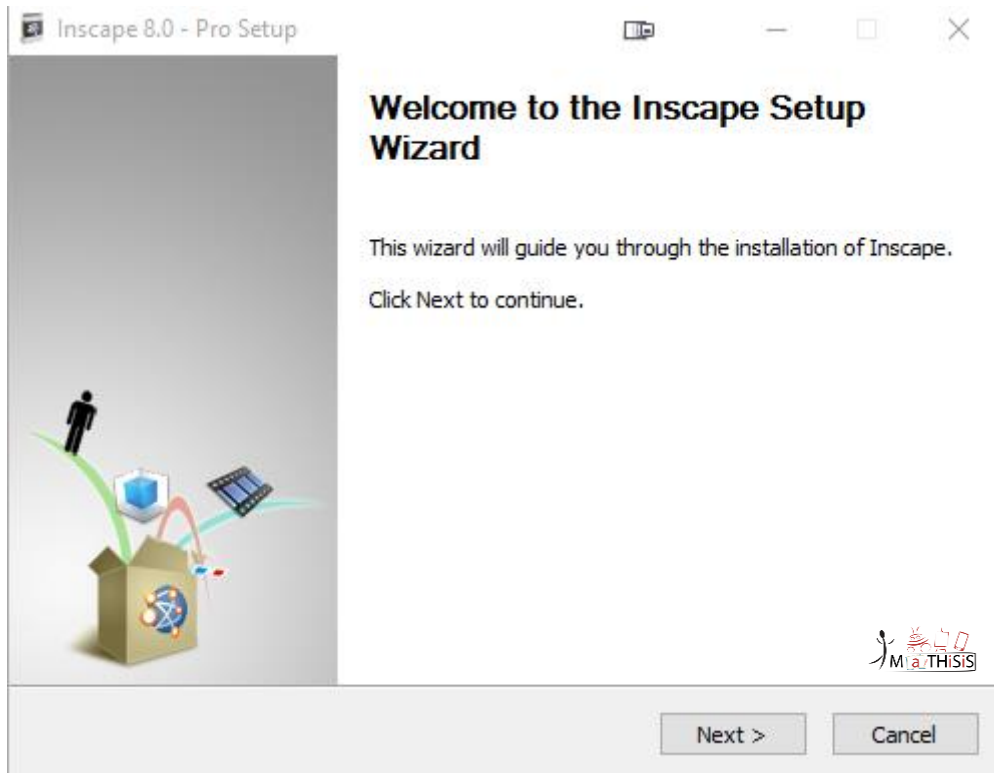 Inscape 8.0 - Pro Setup
Welcome to the Inscape Setup
Wizard
This wizard will guide you through the installation of Inscape.
Click Next to continue.
MaTHiSiS
Next >
Cancel